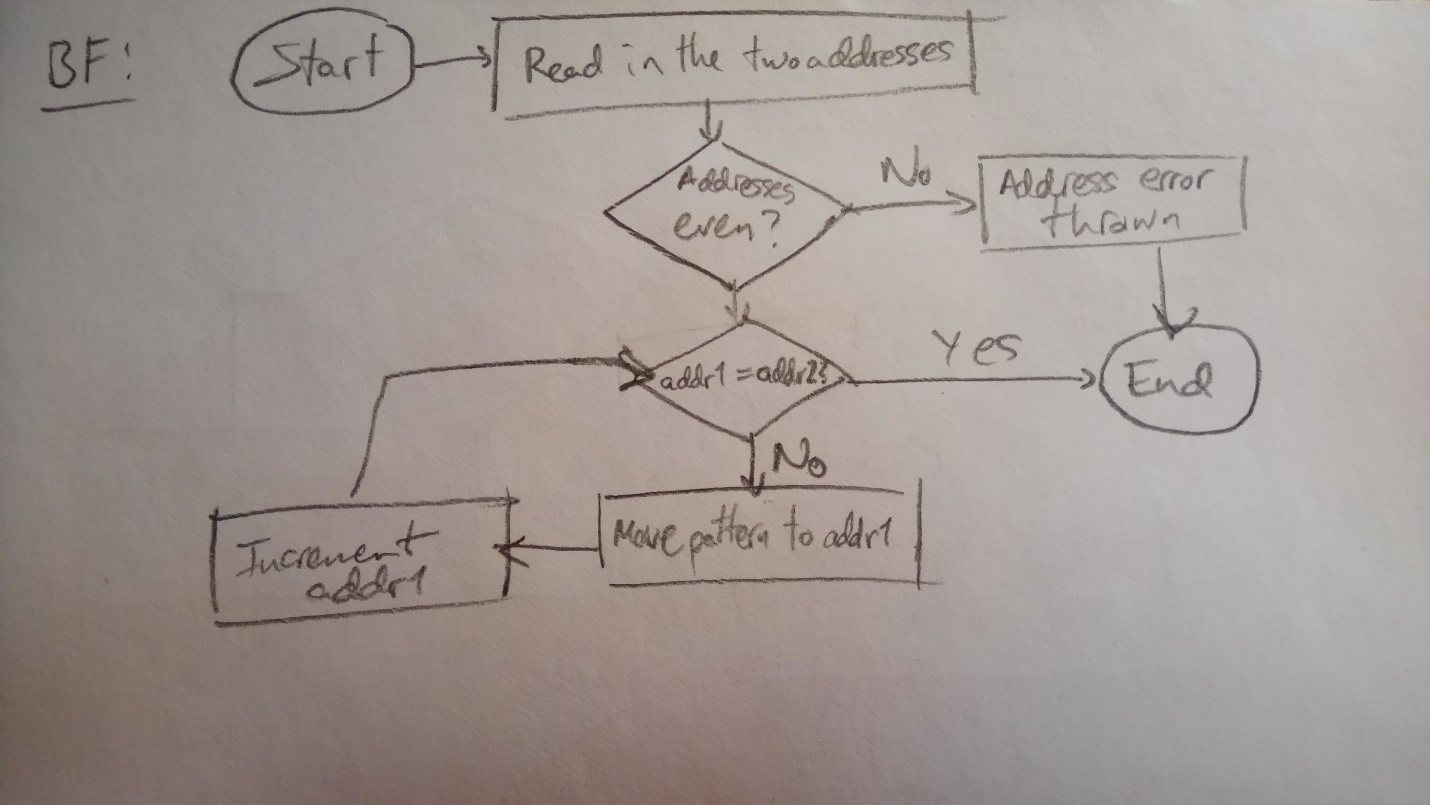 BF:
Start
Read in the two addresses
Addresses
even?
No
Address error
thrown
addr1 = addr2?
Yes
End
No
Move pattern to addr1
Increment
addr1